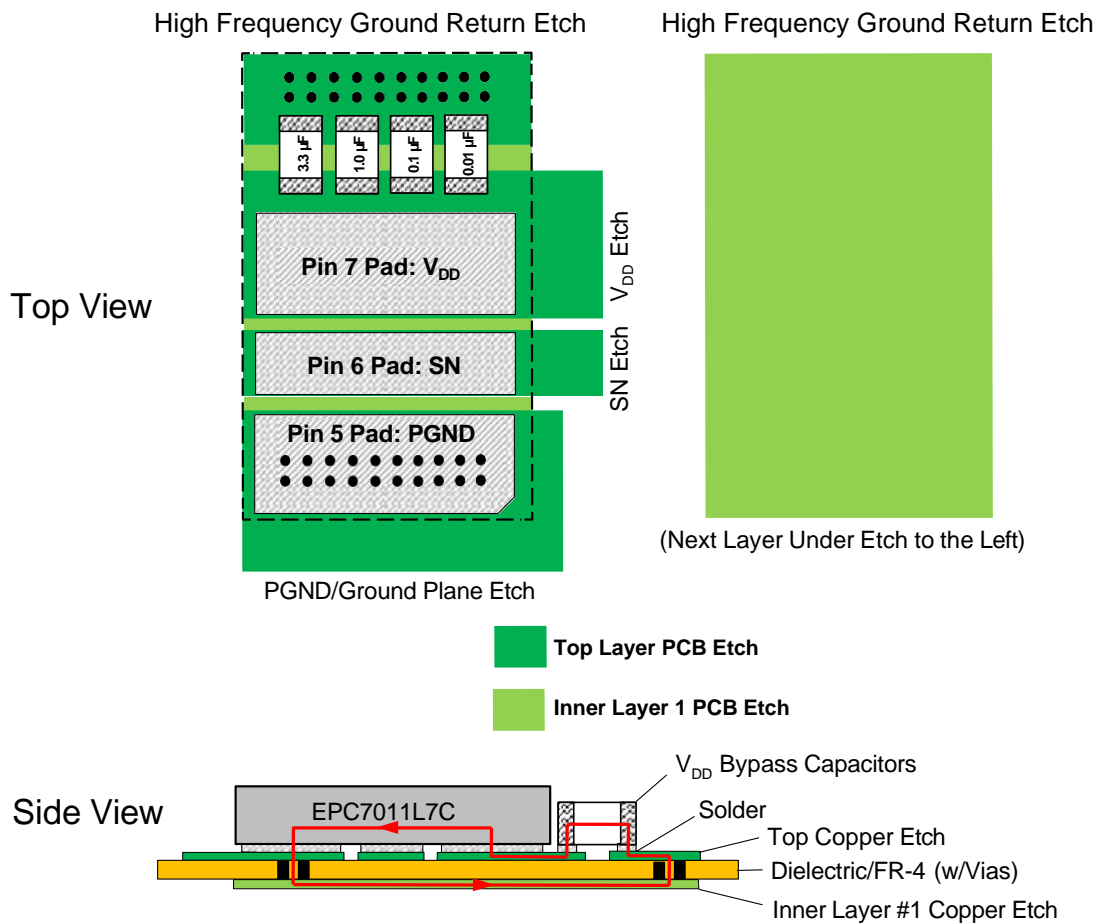 High Frequency Ground Return Etch
High Frequency Ground Return Etch
3.3 µF
1.0 µF
0.1 µF
0.01 µF
Pin 7 Pad: VDD
VDD Etch
Top View
Pin 6 Pad: SN
SN Etch
Pin 5 Pad: PGND
(Next Layer Under Etch to the Left)
PGND/Ground Plane Etch
Top Layer PCB Etch
Inner Layer 1 PCB Etch
VDD Bypass Capacitors
Side View
EPC7011L7C
Solder
Top Copper Etch
Dielectric/FR-4 (w/Vias)
Inner Layer #1 Copper Etch